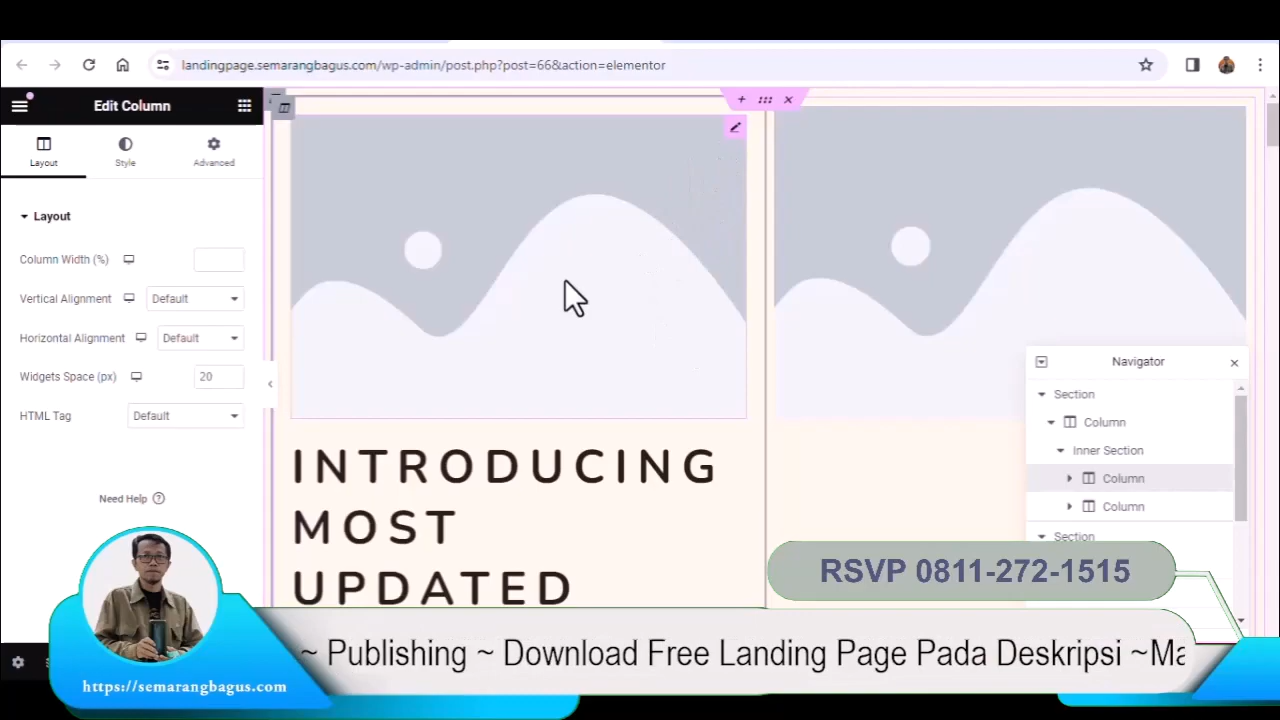 landingpage.semarangbagus.com/wp-admin/post.php?post=66&action=elementor
Edit Column
Layout
Style
Advanced
Layout
Column Width (%)
Vertical Alignment
Default
Horizontal Alignment
Default
Widgets Space (px)
20
HTML Tag
Default
Need Help
INTRODUCING
MOST
UPDATED
Navigator
Section
Column
Inner Section
Column
Column
Section
RSVP 0811-272-1515
~ Publishing ~ Download Free Landing Page Pada Deskripsi ~Ma
https://semarangbagus.com